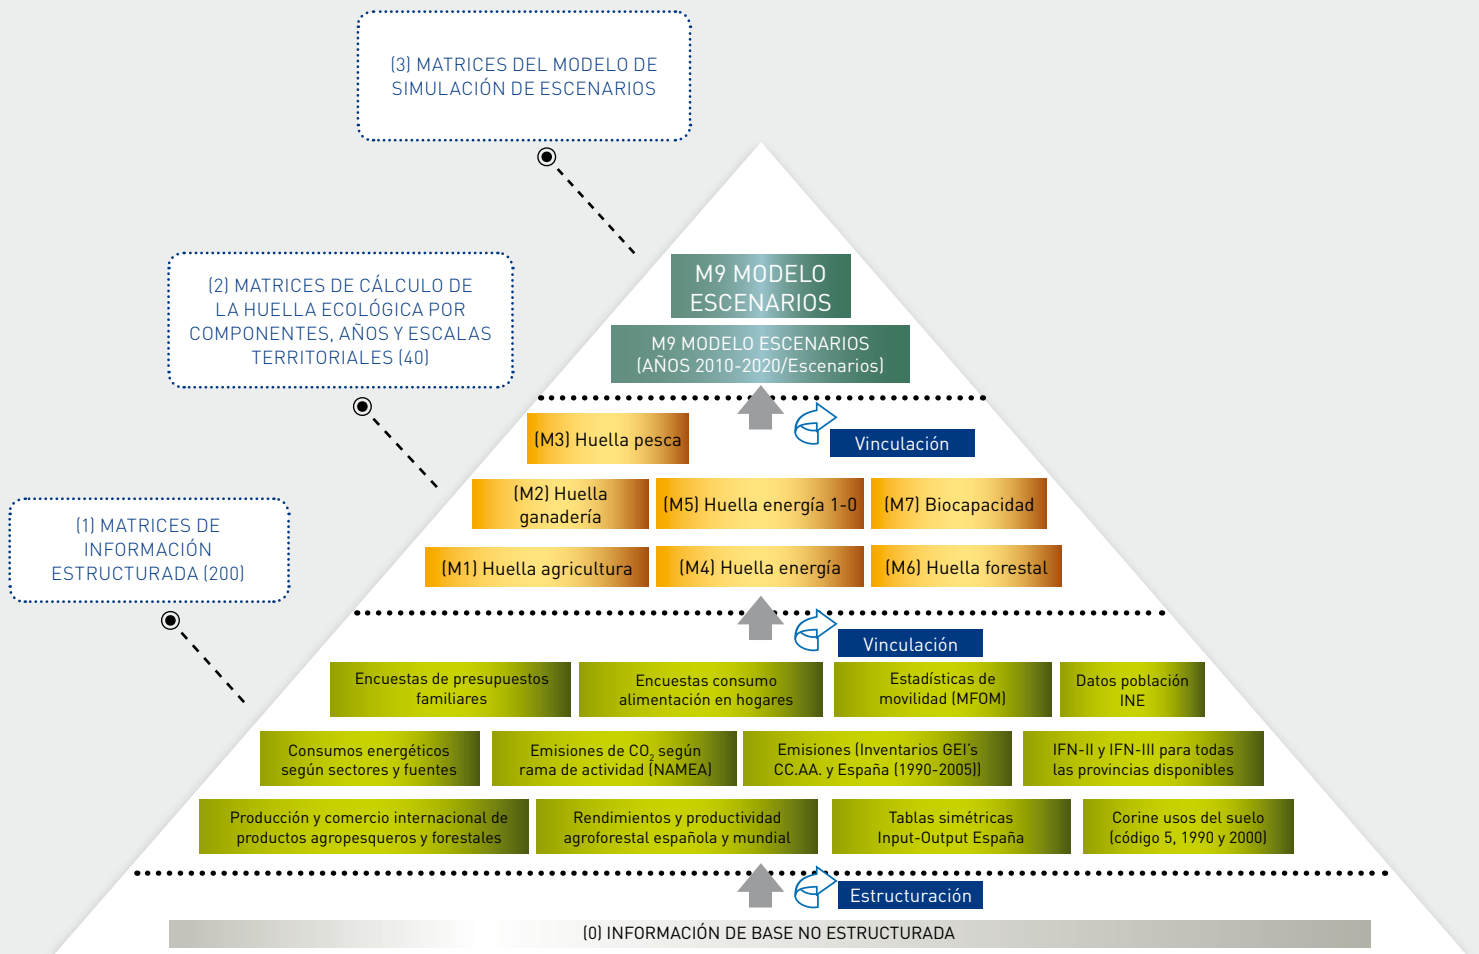 (3) MATRICES DEL MODELO DE
SIMULACIÓN DE ESCENARIOS
(2) MATRICES DE CÁLCULO DE
LA HUELLA ECOLÓGICA POR
COMPONENTES, AÑOS Y ESCALAS
TERRITORIALES (40)
(1) MATRICES DE
INFORMACIÓN
ESTRUCTURADA (200)
M9 MODELO
ESCENARIOS
M9 MODELO ESCENARIOS
(AÑOS 2010-2020/Escenarios)
Vinculación
(M3) Huella pesca
(M2) Huella
ganadería
(M5) Huella energía 1-0
(M7) Biocapacidad
(M1) Huella agricultura
(M4) Huella energía
(M6) Huella forestal
Vinculación
Encuestas de presupuestos
familiares
Encuestas consumo
alimentación en hogares
Estadísticas de
movilidad (MFOM)
Datos población
INE
Consumos energéticos
según sectores y fuentes
Emisiones de CO₂ según
rama de actividad (NAMEA)
Emisiones (Inventarios GEI's
CC.AA. y España (1990-2005))
IFN-II y IFN-III para todas
las provincias disponibles
Producción y comercio internacional de
productos agropesqueros y forestales
Rendimientos y productividad
agroforestal española y mundial
Tablas simétricas
Input-Output España
Corine usos del suelo
(código 5, 1990 y 2000)
Estructuración
(0) INFORMACIÓN DE BASE NO ESTRUCTURADA